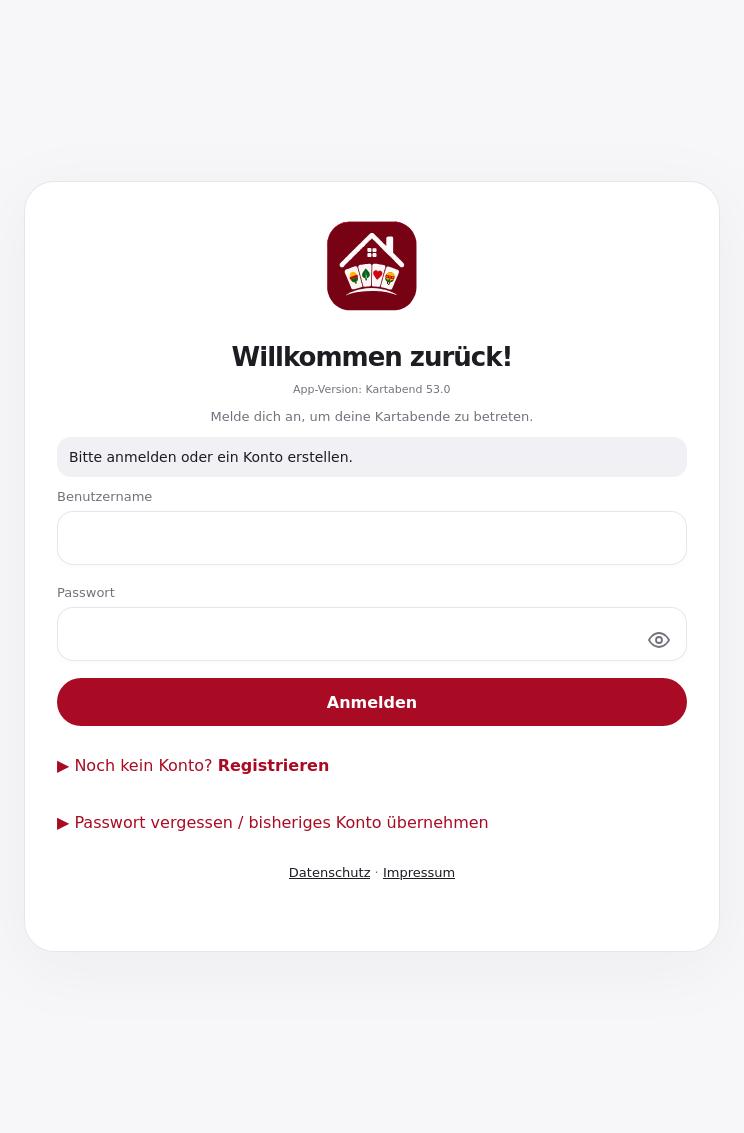 Willkommen zurück!
App-Version: Kartabend 53.0
Melde dich an, um deine Kartabende zu betreten.
Bitte anmelden oder ein Konto erstellen.
Benutzername
Passwort
Anmelden
▶ Noch kein Konto? Registrieren
▶ Passwort vergessen / bisheriges Konto übernehmen
Datenschutz · Impressum